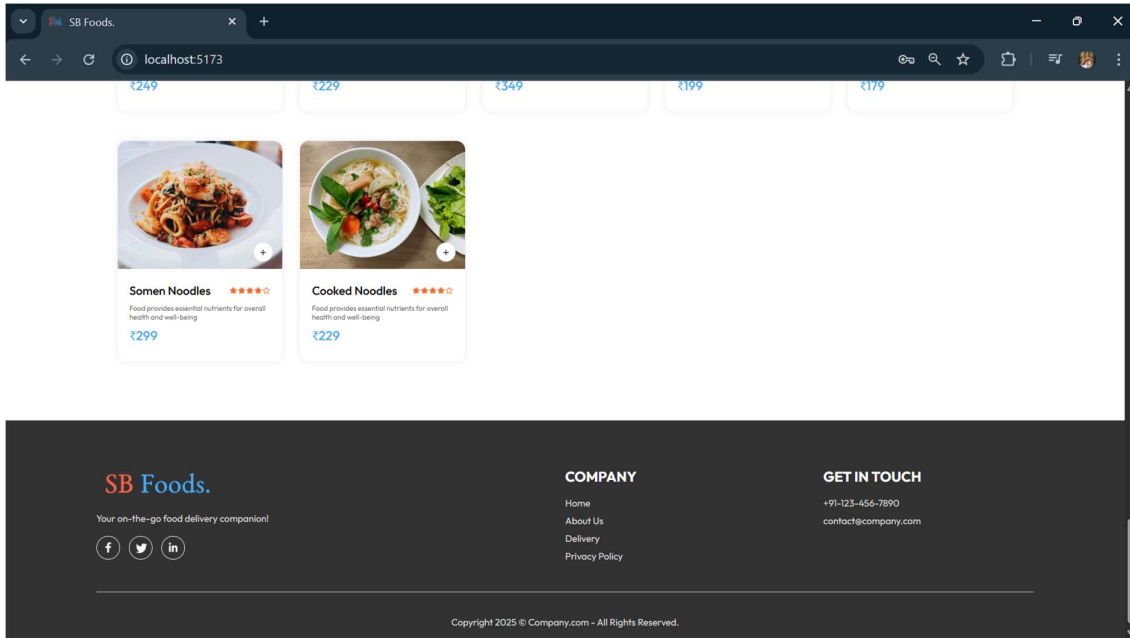 SB Foods.
localhost:5173
₹249
₹229
₹349
₹199
₹179
Somen Noodles
Food provides essential nutrients for overall
health and well-being
₹299
Cooked Noodles
Food provides essential nutrients for overall
health and well-being
₹229
SB Foods.
Your on-the-go food delivery companion!
COMPANY
Home
About Us
Delivery
Privacy Policy
GET IN TOUCH
+91-123-456-7890
contact@company.com
Copyright 2025 © Company.com - All Rights Reserved.